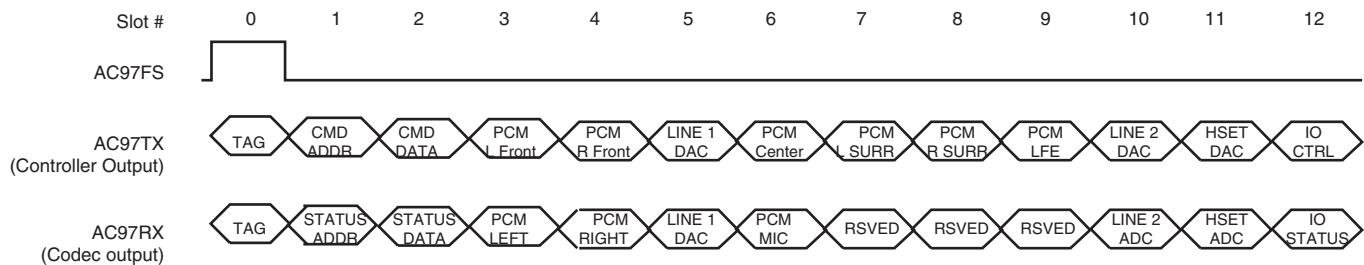 Slot # 0 1 2 3 4 5 6 7 8 9 10 11 12
AC97FS
AC97TX
(Controller Output)
TAG
CMD
ADDR
CMD
DATA
PCM
L Front
PCM
R Front
LINE 1
DAC
PCM
Center
PCM
L SURR
PCM
R SURR
PCM
LFE
LINE 2
DAC
HSET
DAC
IO
CTRL
AC97RX
(Codec output)
TAG
STATUS
ADDR
STATUS
DATA
PCM
LEFT
PCM
RIGHT
LINE 1
DAC
PCM
MIC
RSVED
RSVED
RSVED
LINE 2
ADC
HSET
ADC
IO
STATUS